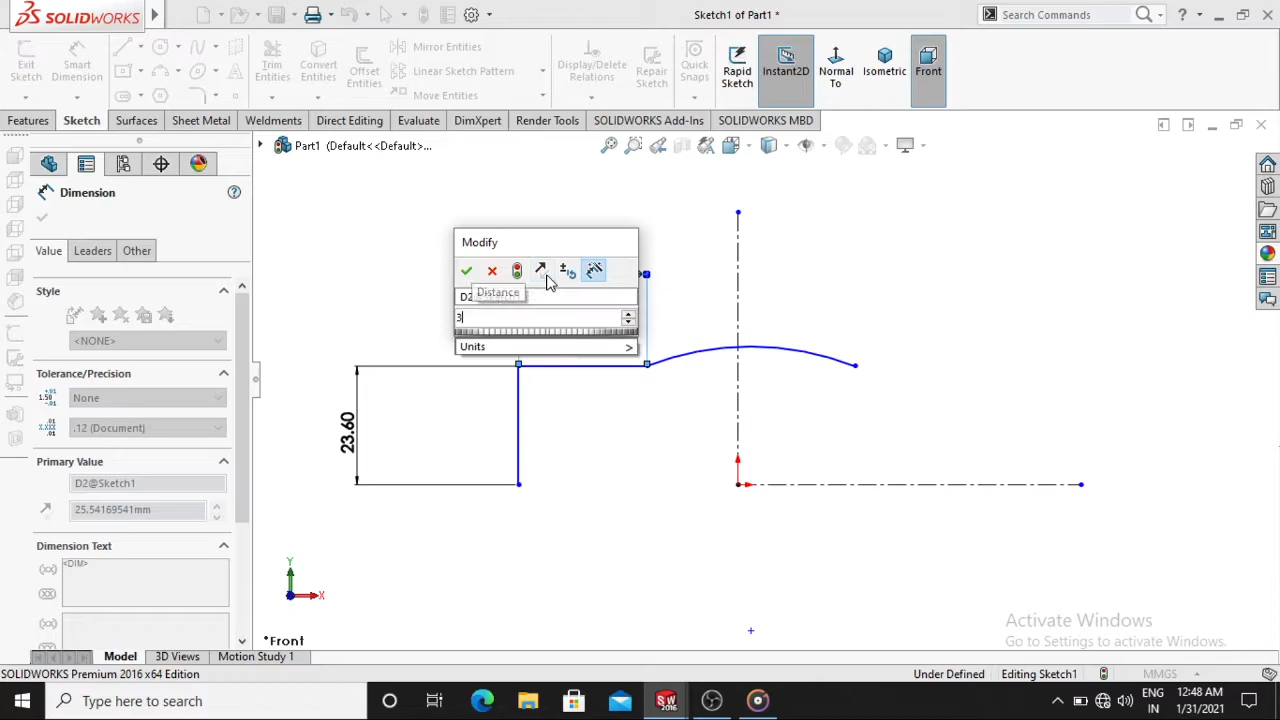 SOLIDWORKS
Sketch1 of Part1 *
Search Commands
Exit Sketch
Smart Dimension
Trim Entities
Convert Entities
Offset Entities
Mirror Entities
Linear Sketch Pattern
Move Entities
Display/Delete Relations
Repair Sketch
Quick Snaps
Rapid Sketch
Instant2D
Normal To
Isometric
Front
Features
Sketch
Surfaces
Sheet Metal
Weldments
Direct Editing
Evaluate
DimXpert
Render Tools
SOLIDWORKS Add-Ins
SOLIDWORKS MBD
Part1 (Default<<Default>...
Dimension
Value
Leaders
Other
Style
<NONE>
Tolerance/Precision
None
.12 (Document)
Primary Value
D2@Sketch1
25.54169541mm
Dimension Text
<DIM>
Modify
Distance
D2
3
Units >
23.60
Y
X
*Front
Activate Windows
Go to Settings to activate Windows.
Model
3D Views
Motion Study 1
SOLIDWORKS Premium 2016 x64 Edition
Under Defined
Editing Sketch1
MMGS
Type here to search
ENG
IN
12:48 AM
1/31/2021